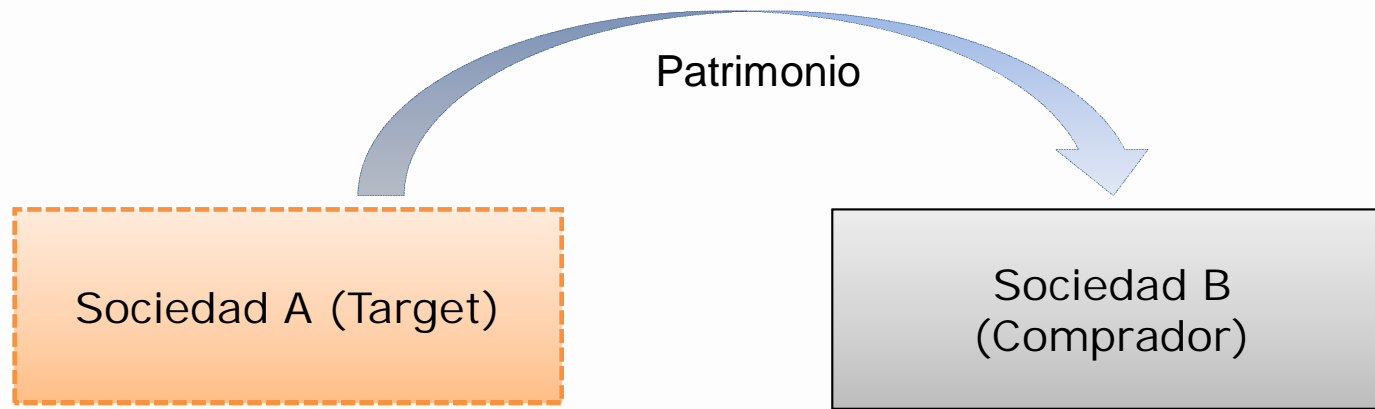 Patrimonio
Sociedad A (Target)
Sociedad B
(Comprador)